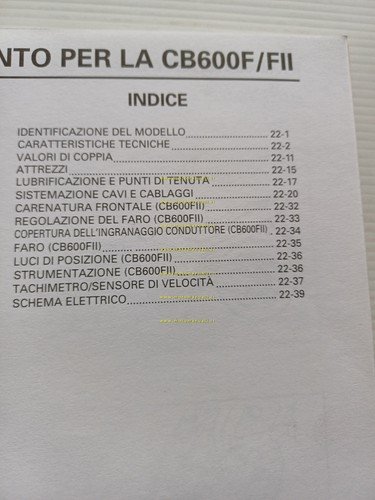 NTO PER LA CB600F/FII
INDICE
IDENTIFICAZIONE DEL MODELLO 22-1
CARATTERISTICHE TECNICHE 22-2
VALORI DI COPPIA 22-11
ATTREZZI 22-15
LUBRIFICAZIONE E PUNTI DI TENUTA 22-17
SISTEMAZIONE CAVI E CABLAGGI 22-20
CARENATURA FRONTALE (CB600FII) 22-32
REGOLAZIONE DEL FARO (CB600FII) 22-33
COPERTURA DELL'INGRANAGGIO CONDUTTORE (CB600FII) 22-34
FARO (CB600FII) 22-35
LUCI DI POSIZIONE (CB600FII) 22-36
STRUMENTAZIONE (CB600FII) 22-36
TACHIMETRO/SENSORE DI VELOCITÀ 22-37
SCHEMA ELETTRICO 22-39